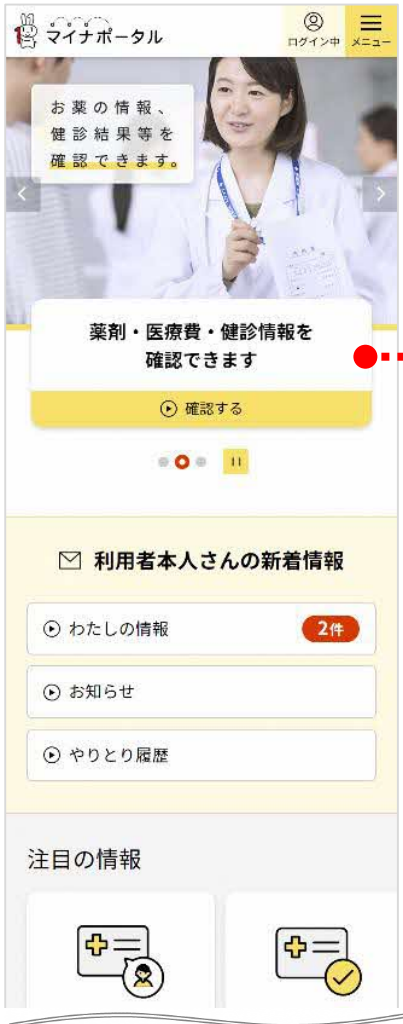 マイナポータル
ログイン中
メニュー
お薬の情報、
健診結果等を
確認できます。
薬剤・医療費・健診情報を
確認できます
確認する
利用者本人さんの新着情報
わたしの情報
2件
お知らせ
やりとり履歴
注目の情報